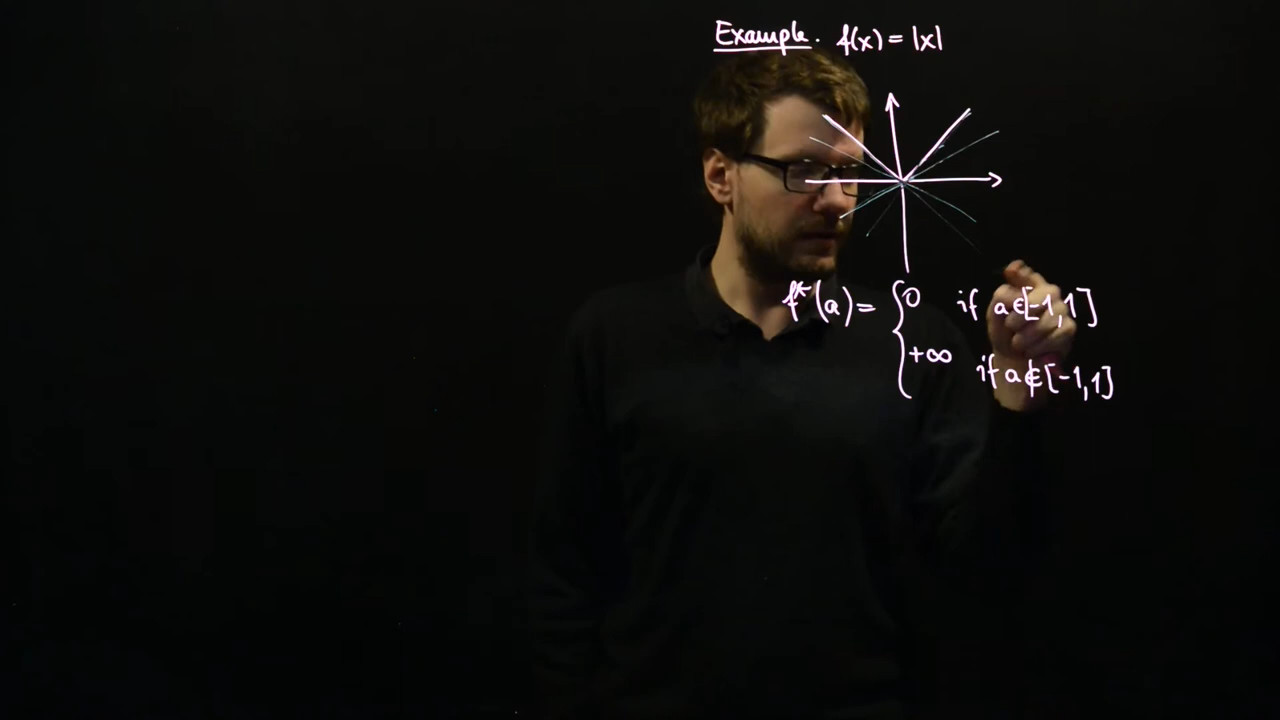 Example. f(x) = |x|
f*(a) = { 0 if a ∈ [-1, 1]
+∞ if a ∉ [-1, 1]